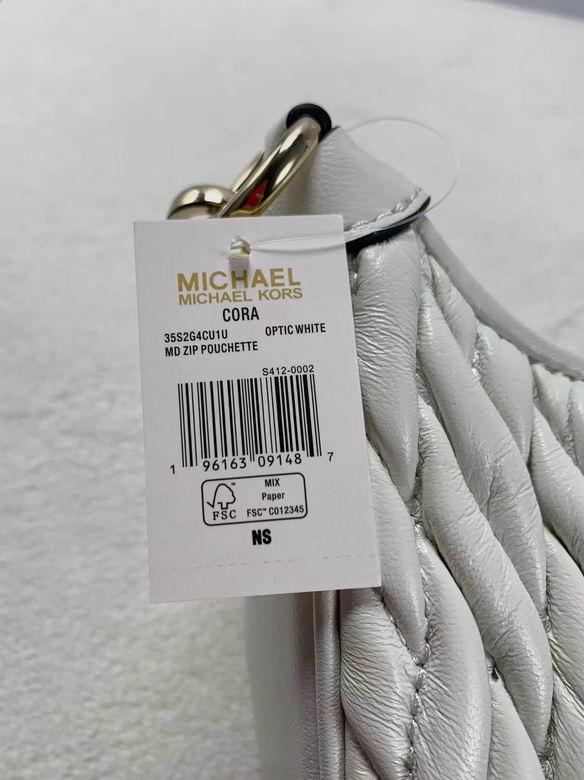 MICHAEL
MICHAEL KORS
CORA
35S2G4CU1U OPTIC WHITE
MD ZIP POUCHETTE
S412-0002
1 96163 09148 7
FSC™
MIX
Paper
FSC™ C012345
NS